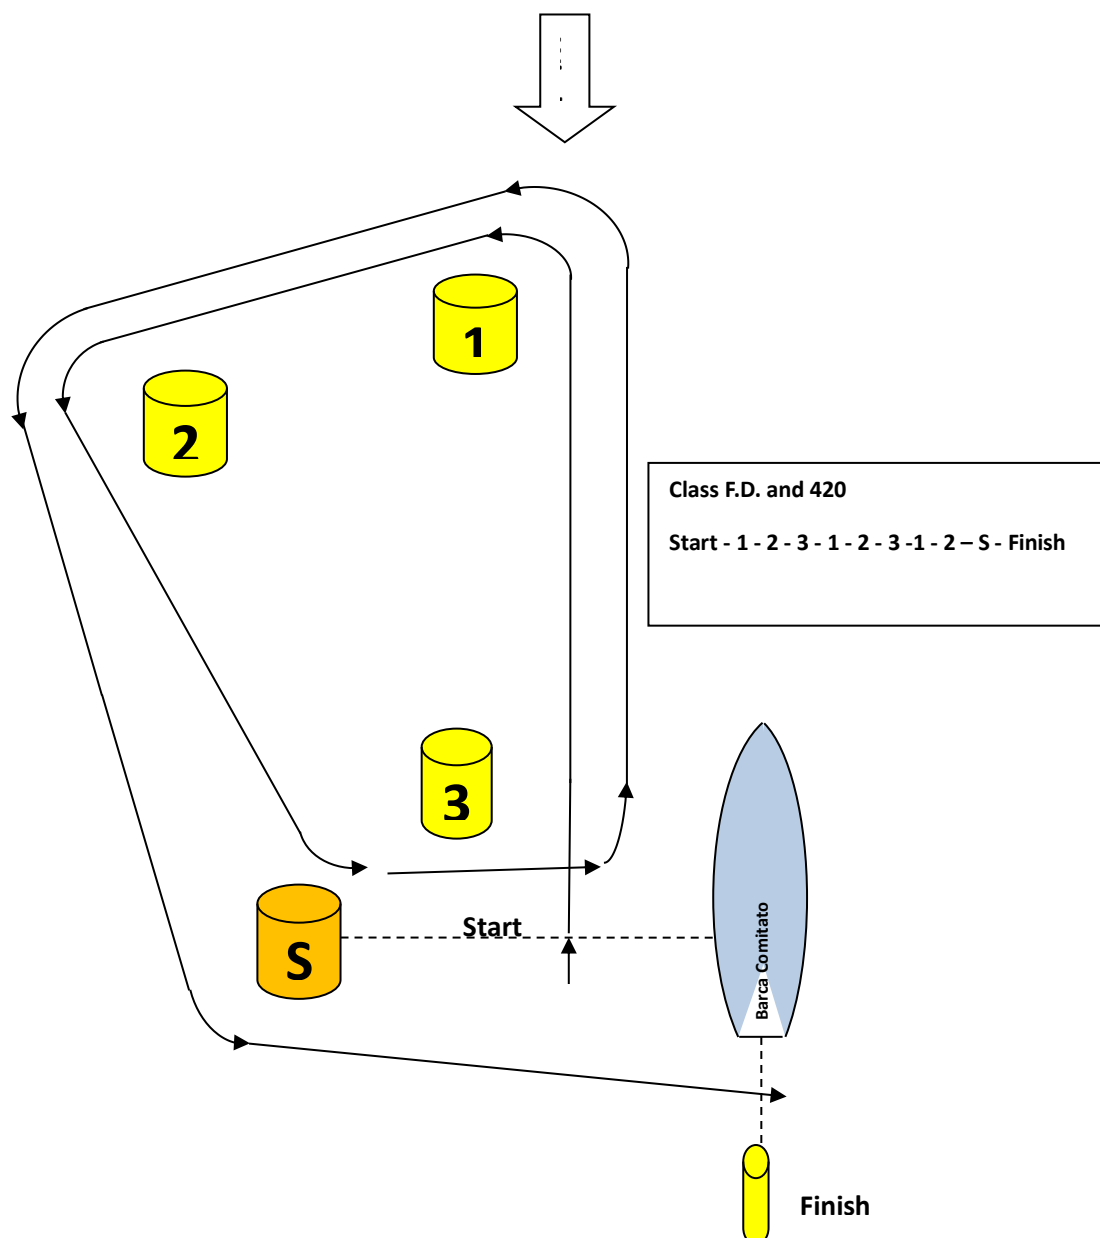 1
2
Class F.D. and 420
Start - 1 - 2 - 3 - 1 - 2 - 3 -1 - 2 – S - Finish
3
Start
S
Barca Comitato
Finish